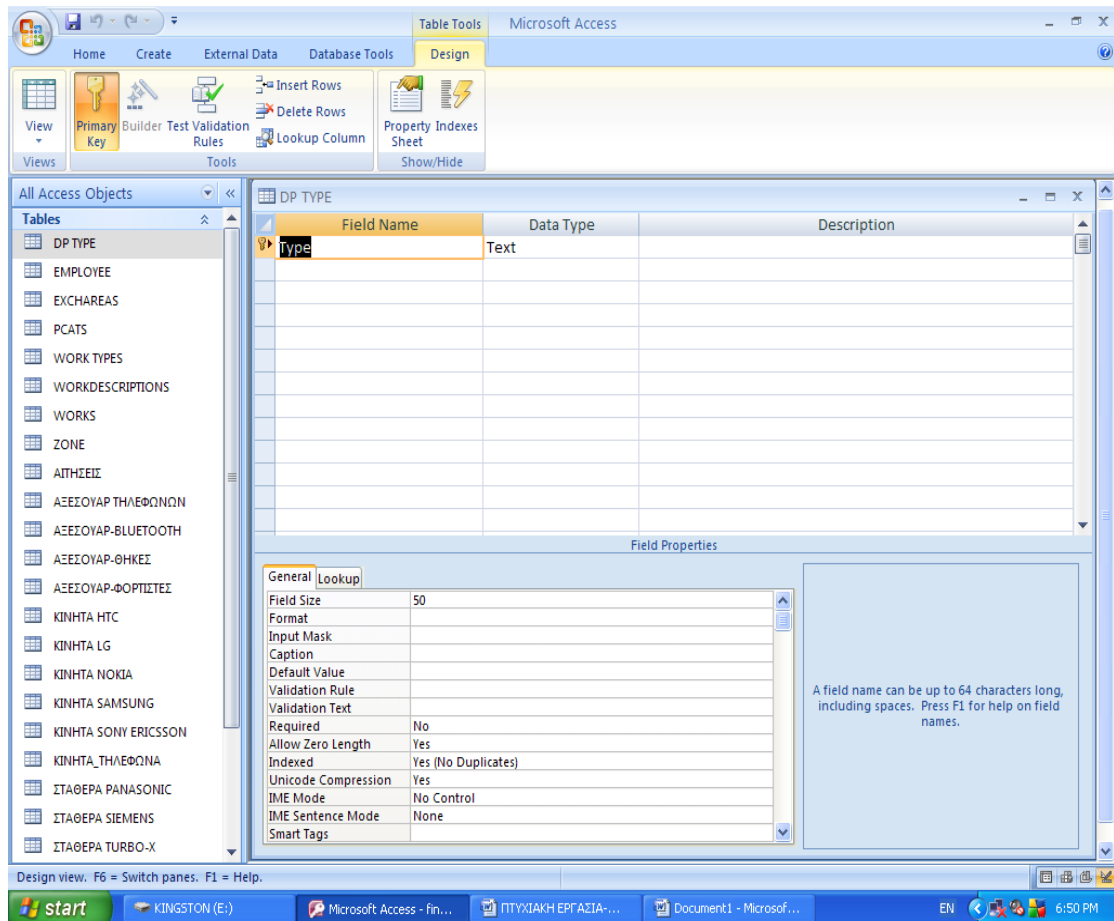 Table Tools Microsoft Access
Home Create External Data Database Tools Design
View Primary Key Builder Test Validation Rules Insert Rows Delete Rows Lookup Column Property Sheet Indexes
Views Tools Show/Hide
All Access Objects
Tables
DP TYPE
EMPLOYEE
EXCHAREAS
PCATS
WORK TYPES
WORKDESCRIPTIONS
WORKS
ZONE
ΑΙΤΗΣΕΙΣ
ΑΞΕΣΟΥΑΡ ΤΗΛΕΦΩΝΩΝ
ΑΞΕΣΟΥΑΡ-BLUETOOTH
ΑΞΕΣΟΥΑΡ-ΘΗΚΕΣ
ΑΞΕΣΟΥΑΡ-ΦΟΡΤΙΣΤΕΣ
ΚΙΝΗΤΑ HTC
ΚΙΝΗΤΑ LG
ΚΙΝΗΤΑ NOKIA
ΚΙΝΗΤΑ SAMSUNG
ΚΙΝΗΤΑ SONY ERICSSON
ΚΙΝΗΤΑ_ΤΗΛΕΦΩΝΑ
ΣΤΑΘΕΡΑ PANASONIC
ΣΤΑΘΕΡΑ SIEMENS
ΣΤΑΘΕΡΑ TURBO-X
DP TYPE
Field Name Data Type Description
Type Text
Field Properties
General Lookup
Field Size 50
Format
Input Mask
Caption
Default Value
Validation Rule
Validation Text
Required No
Allow Zero Length Yes
Indexed Yes (No Duplicates)
Unicode Compression Yes
IME Mode No Control
IME Sentence Mode None
Smart Tags
A field name can be up to 64 characters long,
including spaces. Press F1 for help on field
names.
Design view. F6 = Switch panes. F1 = Help.
start KINGSTON (E:) Microsoft Access - fin... ΠΤΥΧΙΑΚΗ ΕΡΓΑΣΙΑ-... Document1 - Microsof... EN 6:50 PM